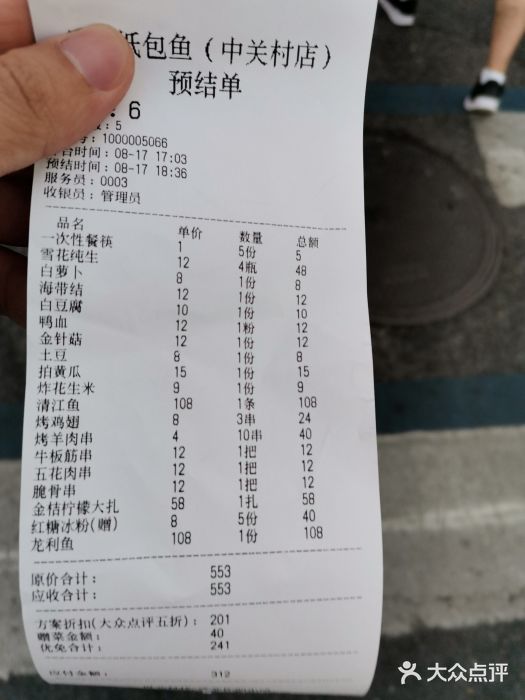 纸包鱼(中关村店)
预结单
: 6
: 5
: 1000005066
台时间: 08-17 17:03
预结时间: 08-17 18:36
服务员: 0003
收银员: 管理员
品名 单价 数量 总额
一次性餐筷 1 5份 5
雪花纯生 12 4瓶 48
白萝卜 8 1份 8
海带结 12 1份 12
白豆腐 10 1份 10
鸭血 12 1粉 12
金针菇 12 1份 12
土豆 8 1份 8
拍黄瓜 15 1份 15
炸花生米 9 1份 9
清江鱼 108 1条 108
烤鸡翅 8 3串 24
烤羊肉串 4 10串 40
牛板筋串 12 1把 12
五花肉串 12 1把 12
脆骨串 12 1把 12
金桔柠檬大扎 58 1扎 58
红糖冰粉(赠) 8 5份 40
龙利鱼 108 1份 108
原价合计: 553
应收合计: 553
方案折扣(大众点评五折): 201
赠菜金额: 40
优免合计: 241
应付金额: 312
大众点评